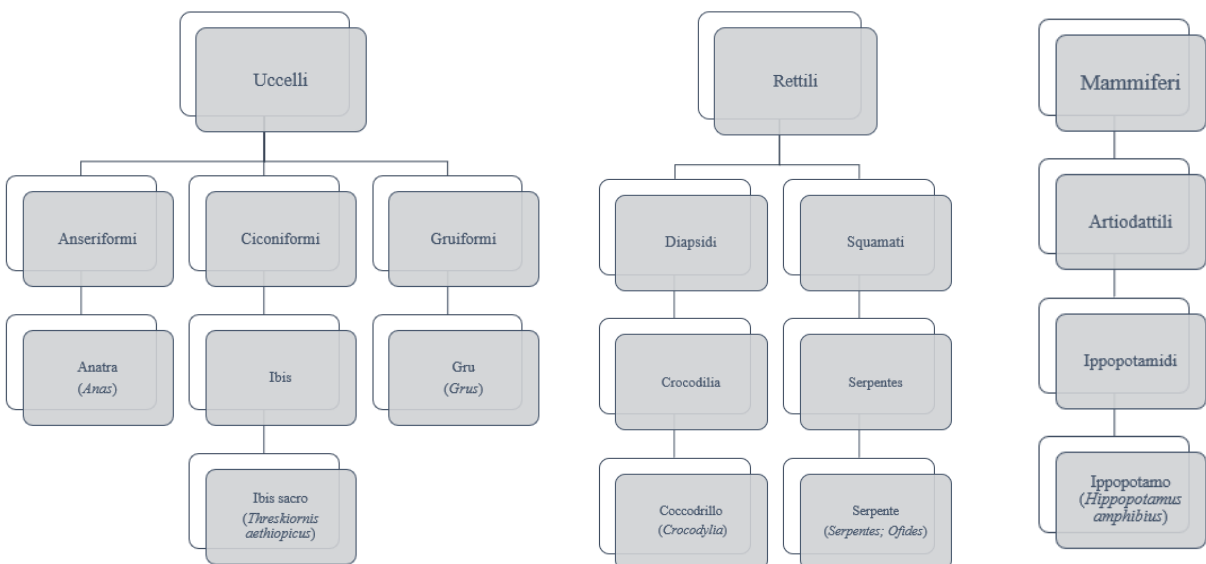 Uccelli
Anseriformi
Ciconiformi
Gruiformi
Anatra
(Anas)
Ibis
Gru
(Grus)
Ibis sacro
(Threskiornis
aethiopicus)
Rettili
Diapsidi
Squamati
Crocodilia
Serpentes
Coccodrillo
(Crocodylia)
Serpente
(Serpentes; Ofides)
Mammiferi
Artiodattili
Ippopotamidi
Ippopotamo
(Hippopotamus
amphibius)